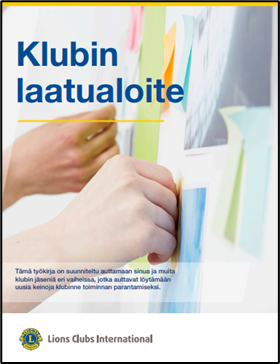 Klubin
laatualoite
Tämä työkirja on suunniteltu auttamaan sinua ja muita
klubin jäseniä eri vaiheissa, jotka auttavat löytämään
uusia keinoja klubinne toiminnan parantamiseksi.
Lions Clubs International